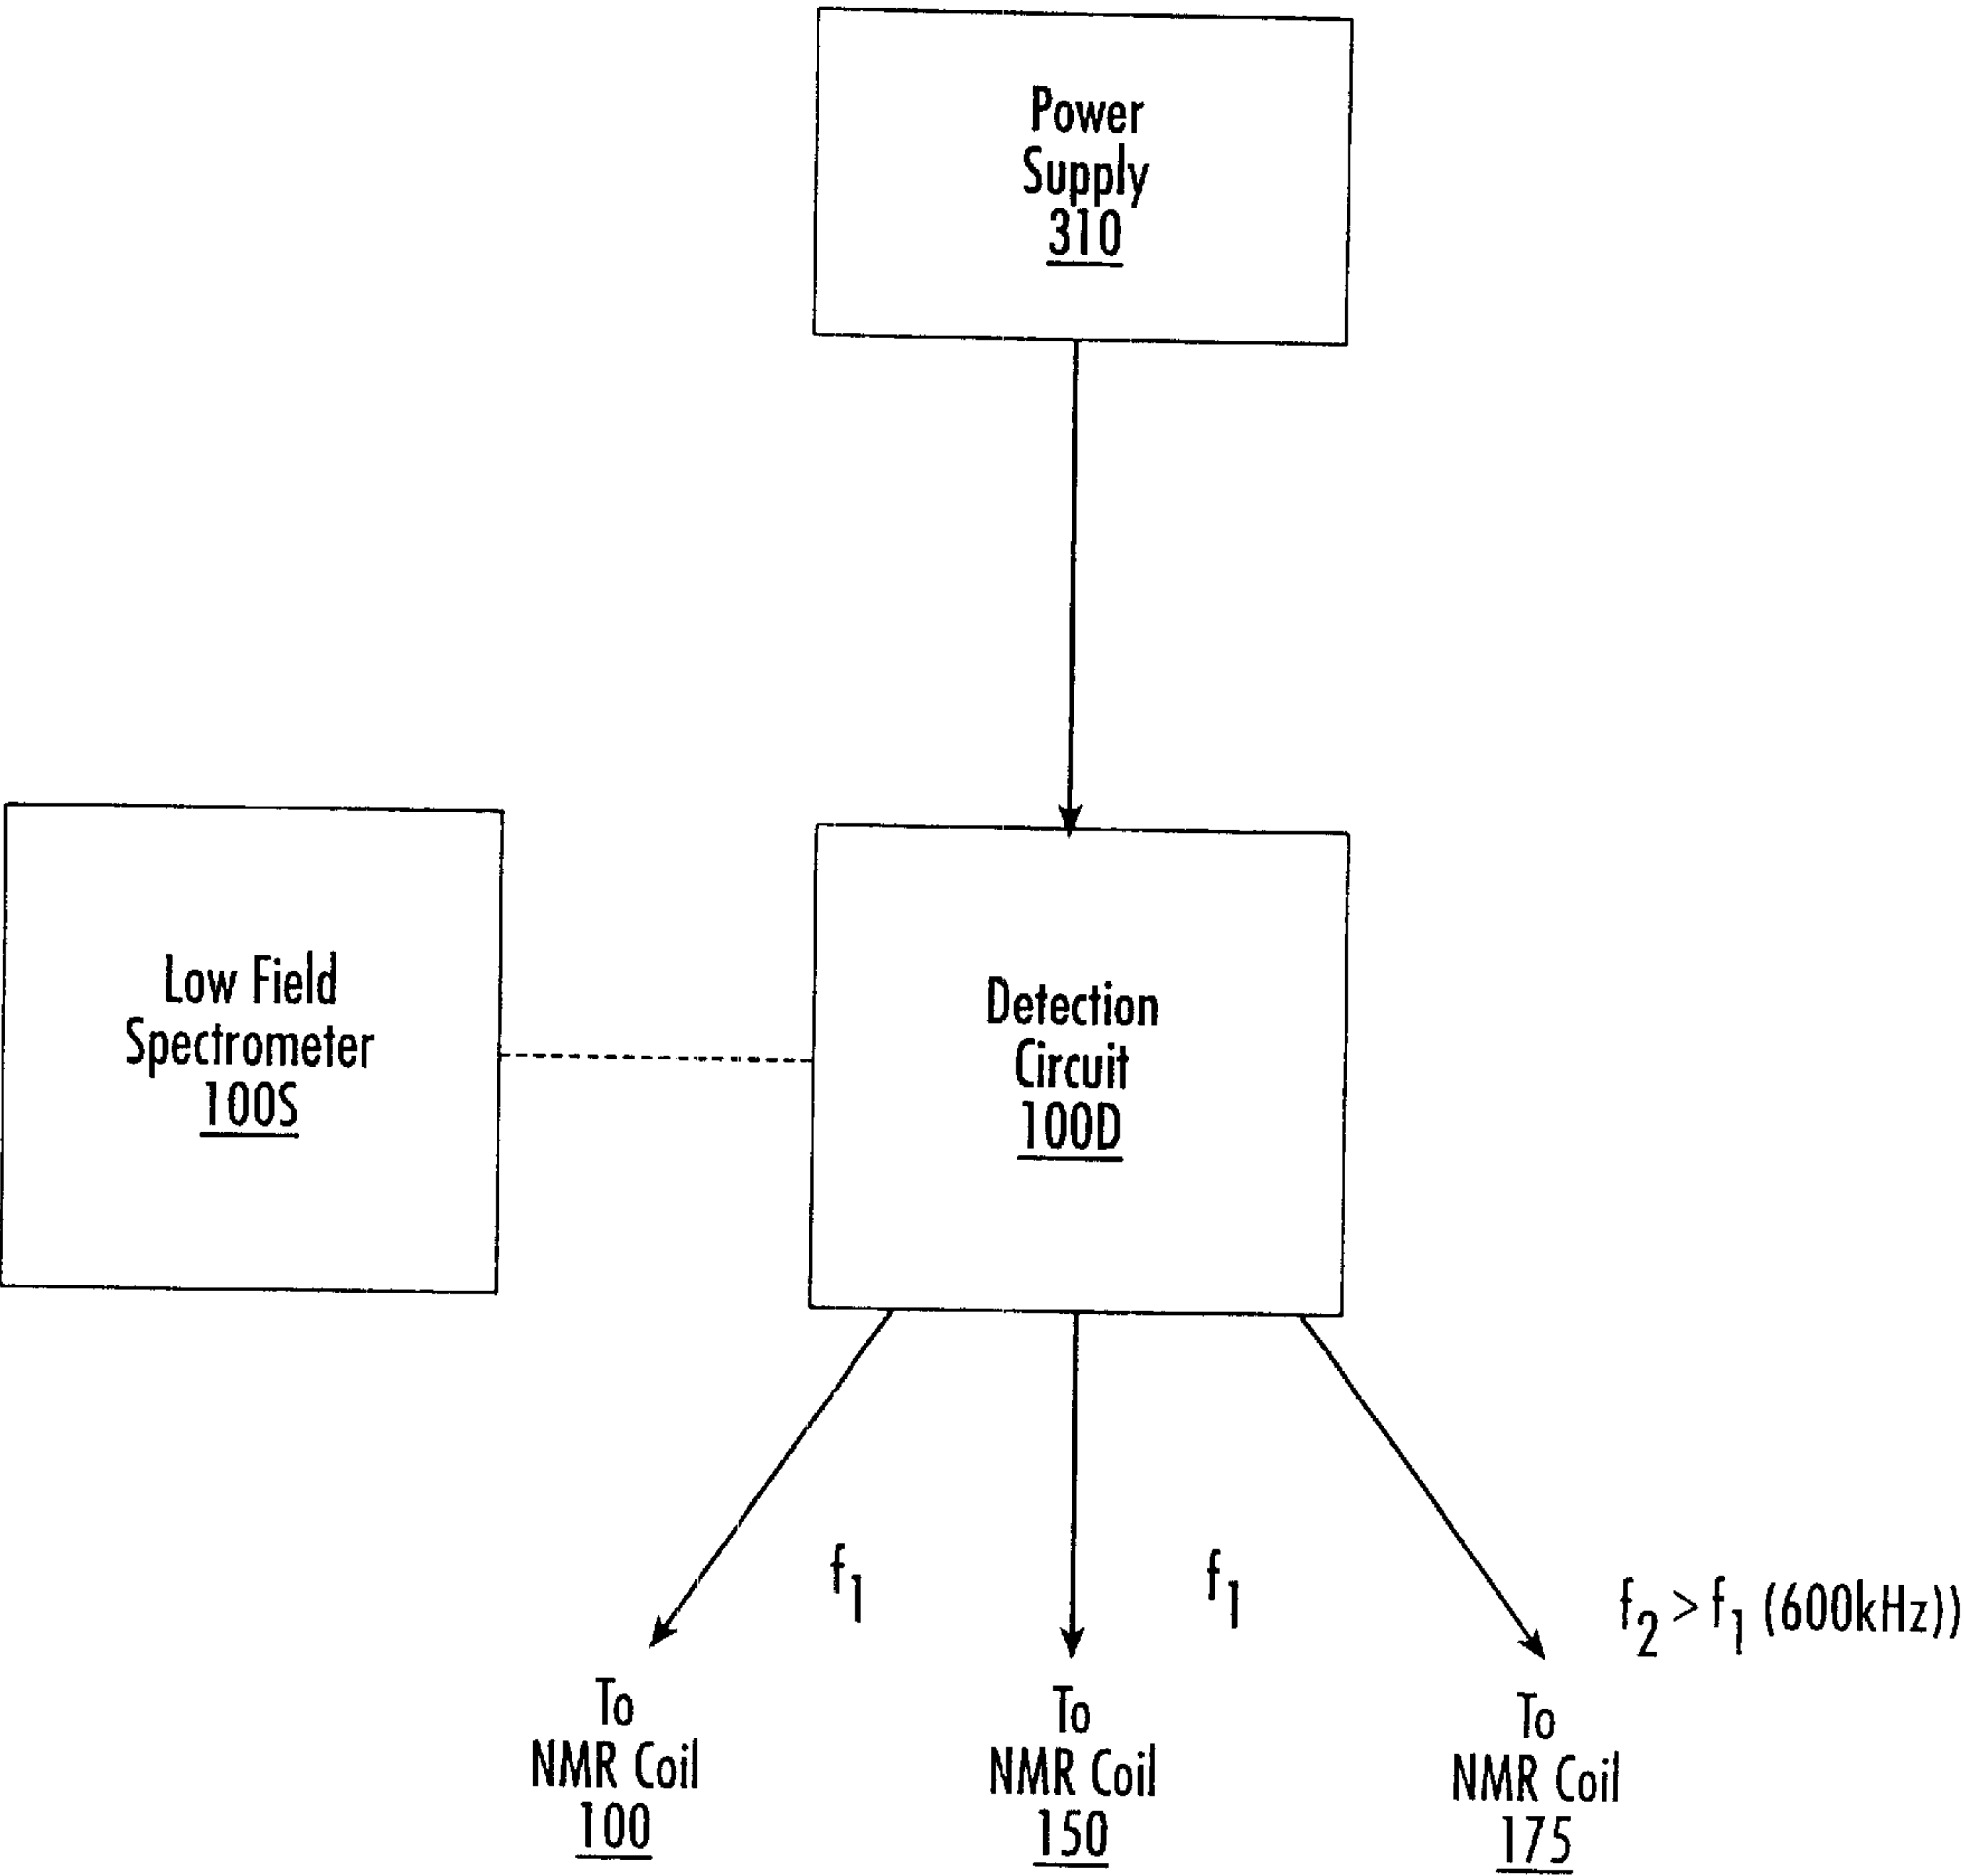 Power
Supply
310
Low Field
Spectrometer
100S
Detection
Circuit
100D
f1
f1
f2 > f1 (600kHz))
To
NMR Coil
100
To
NMR Coil
150
To
NMR Coil
175